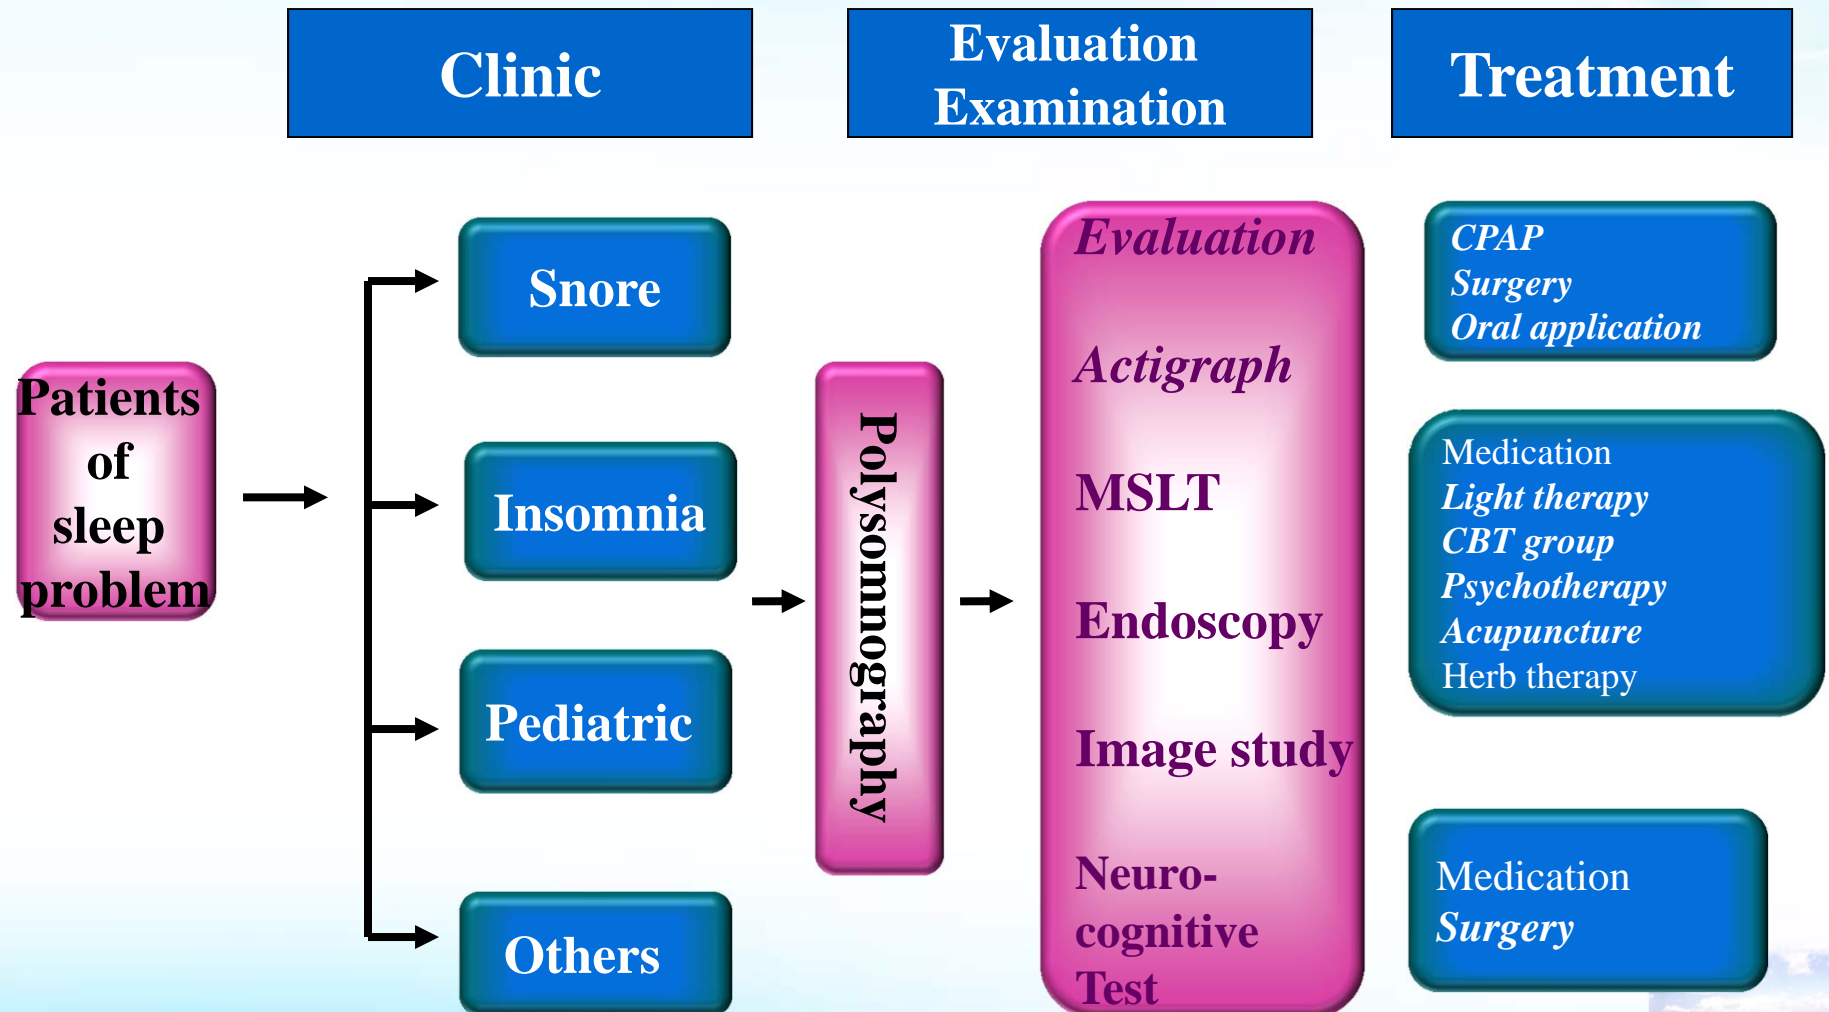 Clinic
Evaluation
Examination
Treatment
Patients
of
sleep
problem
Snore
Insomnia
Pediatric
Others
Polysomnography
Evaluation
Actigraph
MSLT
Endoscopy
Image study
Neuro-
cognitive
Test
CPAP
Surgery
Oral application
Medication
Light therapy
CBT group
Psychotherapy
Acupuncture
Herb therapy
Medication
Surgery